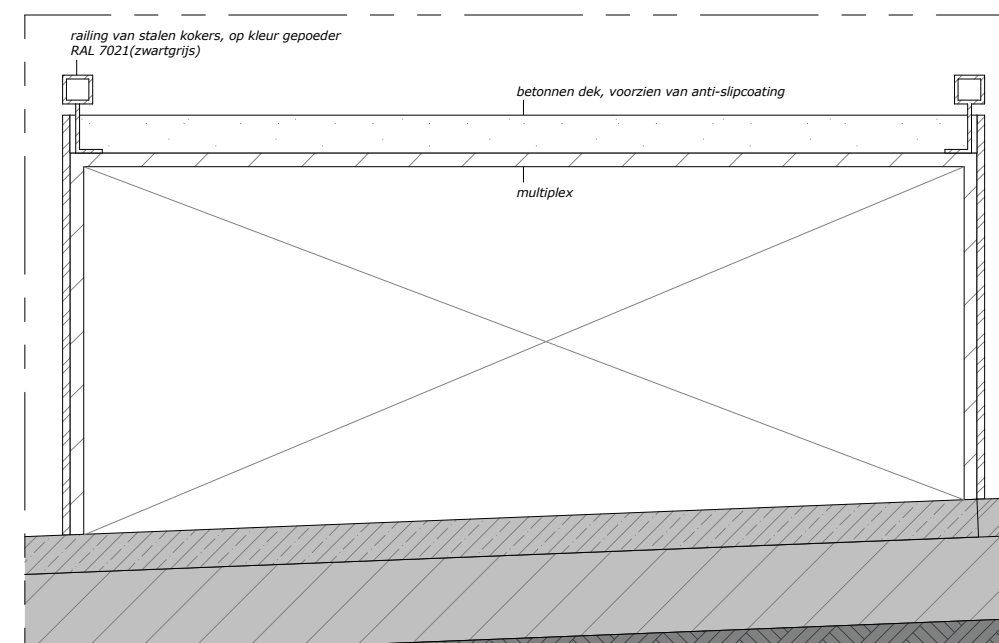 railing van stalen kokers, op kleur gepoeder
RAL 7021(zwartgrijs)
betonnen dek, voorzien van anti-slipcoating
multiplex